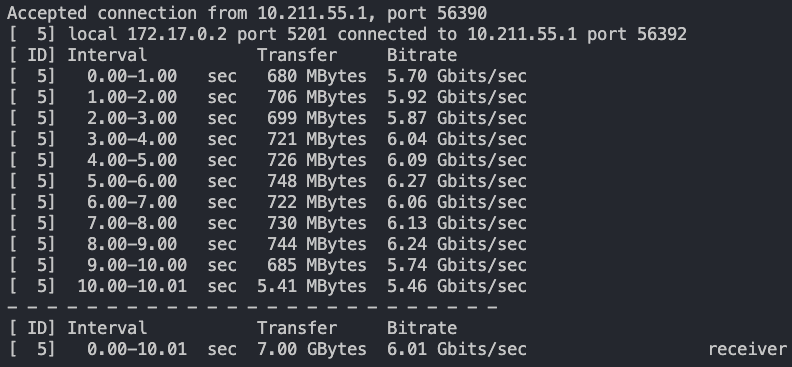 Accepted connection from 10.211.55.1, port 56390
[  5] local 172.17.0.2 port 5201 connected to 10.211.55.1 port 56392
[ ID] Interval           Transfer     Bitrate
[  5]   0.00-1.00   sec   680 MBytes  5.70 Gbits/sec
[  5]   1.00-2.00   sec   706 MBytes  5.92 Gbits/sec
[  5]   2.00-3.00   sec   699 MBytes  5.87 Gbits/sec
[  5]   3.00-4.00   sec   721 MBytes  6.04 Gbits/sec
[  5]   4.00-5.00   sec   726 MBytes  6.09 Gbits/sec
[  5]   5.00-6.00   sec   748 MBytes  6.27 Gbits/sec
[  5]   6.00-7.00   sec   722 MBytes  6.06 Gbits/sec
[  5]   7.00-8.00   sec   730 MBytes  6.13 Gbits/sec
[  5]   8.00-9.00   sec   744 MBytes  6.24 Gbits/sec
[  5]   9.00-10.00  sec   685 MBytes  5.74 Gbits/sec
[  5]  10.00-10.01  sec  5.41 MBytes  5.46 Gbits/sec
- - - - - - - - - - - - - - - - - - - - - - - - -
[ ID] Interval           Transfer     Bitrate
[  5]   0.00-10.01  sec  7.00 GBytes  6.01 Gbits/sec                  receiver